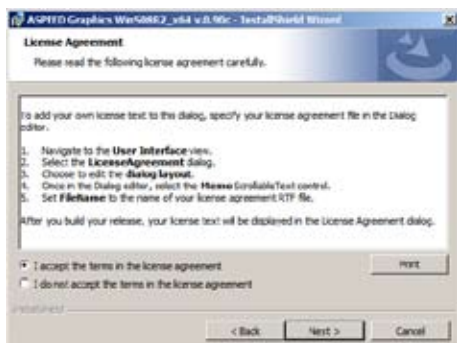 ASPEED Graphics WinS08R2_x64 v.0.96c - InstallShield Wizard
License Agreement
Please read the following license agreement carefully.
To add your own license text to this dialog, specify your license agreement file in the Dialog
editor.
1. Navigate to the User Interface view.
2. Select the LicenseAgreement dialog.
3. Choose to edit the dialog layout.
4. Once in the Dialog editor, select the Memo ScrollableText control.
5. Set FileName to the name of your license agreement RTF file.
After you build your release, your license text will be displayed in the License Agreement dialog.
I accept the terms in the license agreement
Print
I do not accept the terms in the license agreement
InstallShield
< Back
Next >
Cancel